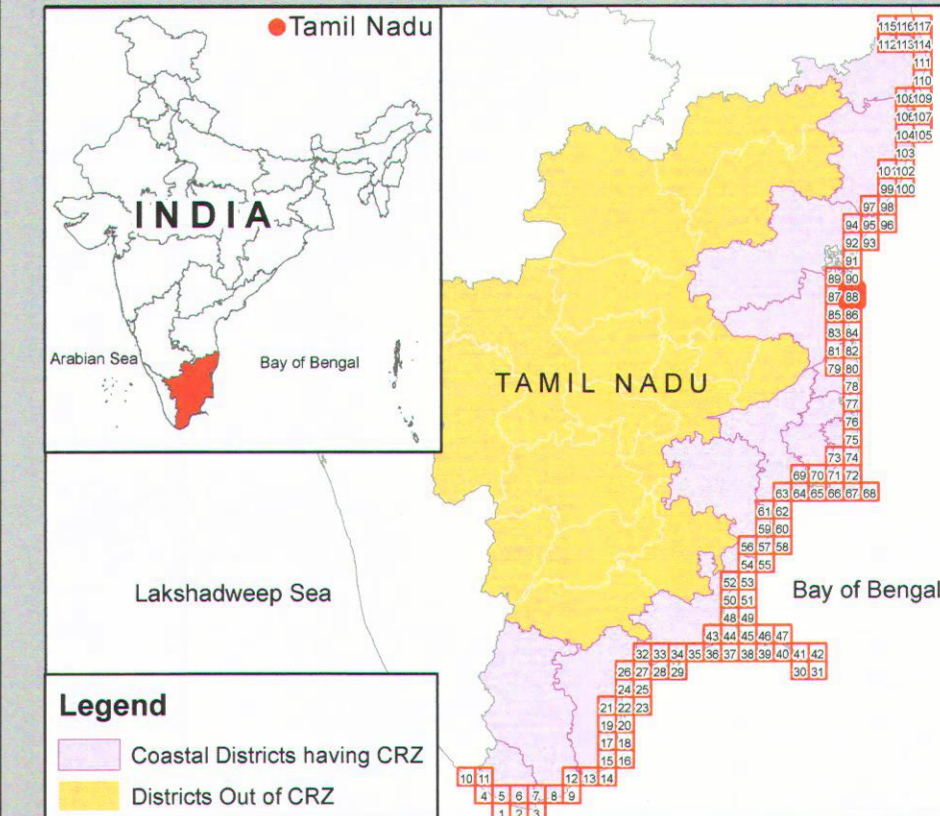 Tamil Nadu
INDIA
Arabian Sea
Bay of Bengal
115 116 117
112 113 114
111
110
108 109
106 107
104 105
103
101 102
99 100
97 98
94 95 96
92 93
91
89 90
87 88
85 86
83 84
81 82
79 80
TAMIL NADU
78
77
76
75
73 74
69 70 71 72
63 64 65 66 67 68
61 62
59 60
56 57 58
54 55
52 53
Lakshadweep Sea
Bay of Bengal
50 51
48 49
43 44 45 46 47
32 33 34 35 36 37 38 39 40 41 42
26 27 28 29 30 31
24 25
21 22 23
19 20
17 18
15 16
10 11 12 13 14
4 5 6 7 8 9
1 2 3
Legend
Coastal Districts having CRZ
Districts Out of CRZ